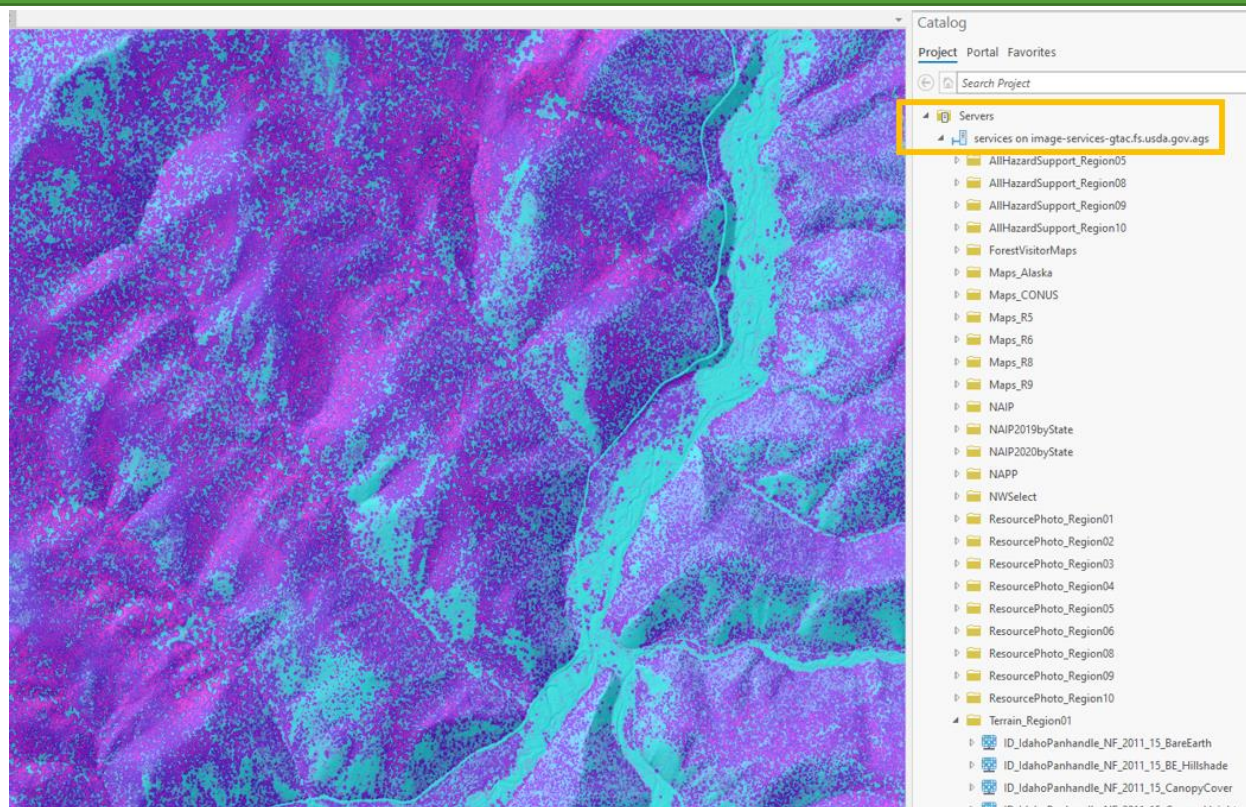 Catalog
Project Portal Favorites
Search Project
Servers
services on image-services-gtac.fs.usda.gov.ags
AllHazardSupport_Region05
AllHazardSupport_Region08
AllHazardSupport_Region09
AllHazardSupport_Region10
ForestVisitorMaps
Maps_Alaska
Maps_CONUS
Maps_R5
Maps_R6
Maps_R8
Maps_R9
NAIP
NAIP2019byState
NAIP2020byState
NAPP
NWSelect
ResourcePhoto_Region01
ResourcePhoto_Region02
ResourcePhoto_Region03
ResourcePhoto_Region04
ResourcePhoto_Region05
ResourcePhoto_Region06
ResourcePhoto_Region08
ResourcePhoto_Region09
ResourcePhoto_Region10
Terrain_Region01
ID_IdahoPanhandle_NF_2011_15_BareEarth
ID_IdahoPanhandle_NF_2011_15_BE_Hillshade
ID_IdahoPanhandle_NF_2011_15_CanopyCover